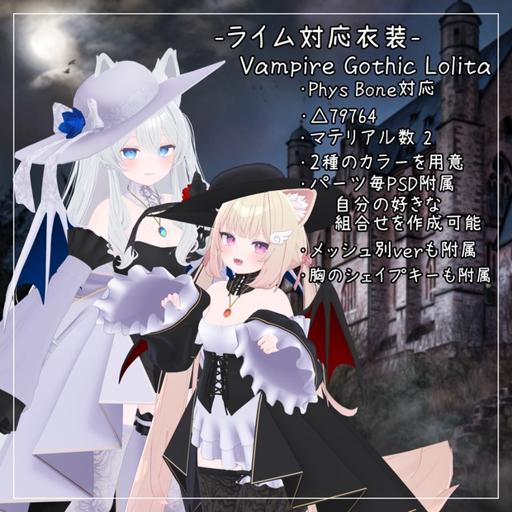 -ライム対応衣装-
Vampire Gothic Lolita
・Phys Bone対応
・△79764
・マテリアル数 2
・2種のカラーを用意
・パーツ毎PSD附属
自分の好きな
組合せを作成可能
・メッシュ別verも附属
・胸のシェイプキーも附属